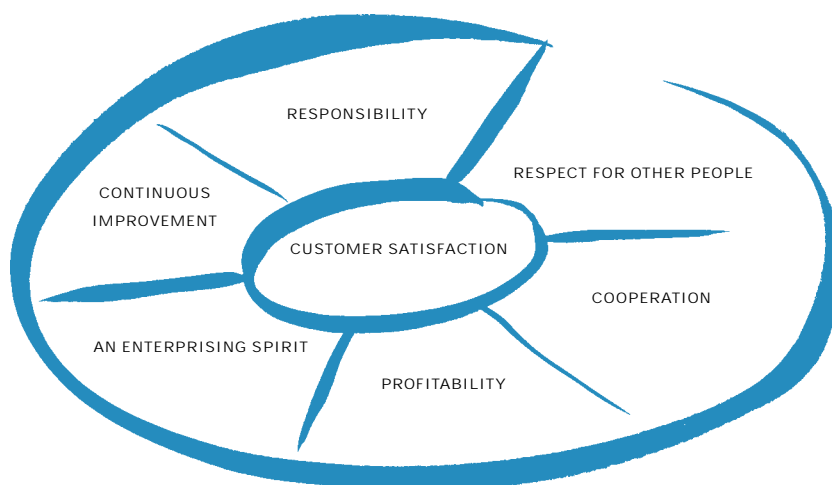 RESPONSIBILITY
RESPECT FOR OTHER PEOPLE
CONTINUOUS
IMPROVEMENT
CUSTOMER SATISFACTION
COOPERATION
AN ENTERPRISING SPIRIT
PROFITABILITY